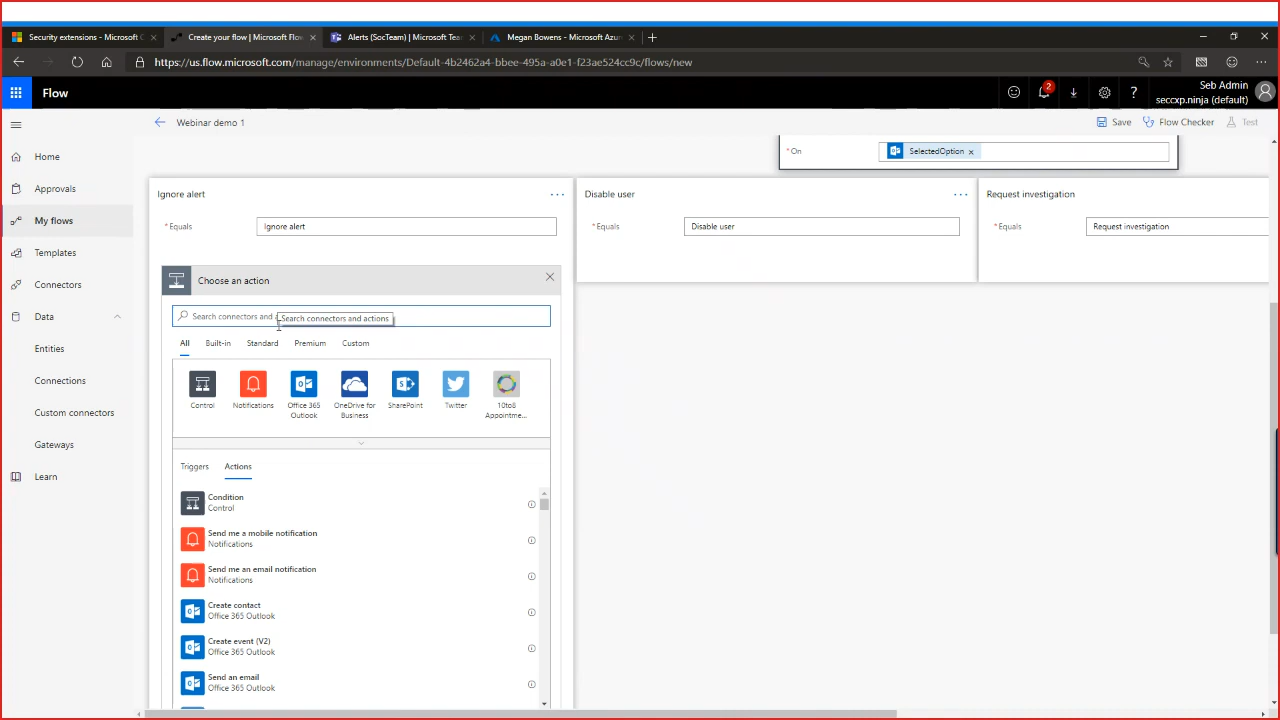 Security extensions - Microsoft C
Create your flow | Microsoft Flow
Alerts (SocTeam) | Microsoft Tea
Megan Bowens - Microsoft Azu
https://us.flow.microsoft.com/manage/environments/Default-4b2462a4-bbee-495a-a0e1-f23ae524cc9c/flows/new
Flow
2
?
Seb Admin
seccxp.ninja (default)
Webinar demo 1
Save
Flow Checker
Test
Home
Approvals
My flows
Templates
Connectors
Data
Entities
Connections
Custom connectors
Gateways
Learn
*On
SelectedOption x
Ignore alert
...
*Equals
Ignore alert
Disable user
...
*Equals
Disable user
Request investigation
*Equals
Request investigation
Choose an action
Search connectors and
Search connectors and actions
All
Built-in
Standard
Premium
Custom
Control
Notifications
Office 365
Outlook
OneDrive for
Business
SharePoint
Twitter
10to8
Appointme...
Triggers
Actions
Condition
Control
Send me a mobile notification
Notifications
Send me an email notification
Notifications
Create contact
Office 365 Outlook
Create event (V2)
Office 365 Outlook
Send an email
Office 365 Outlook